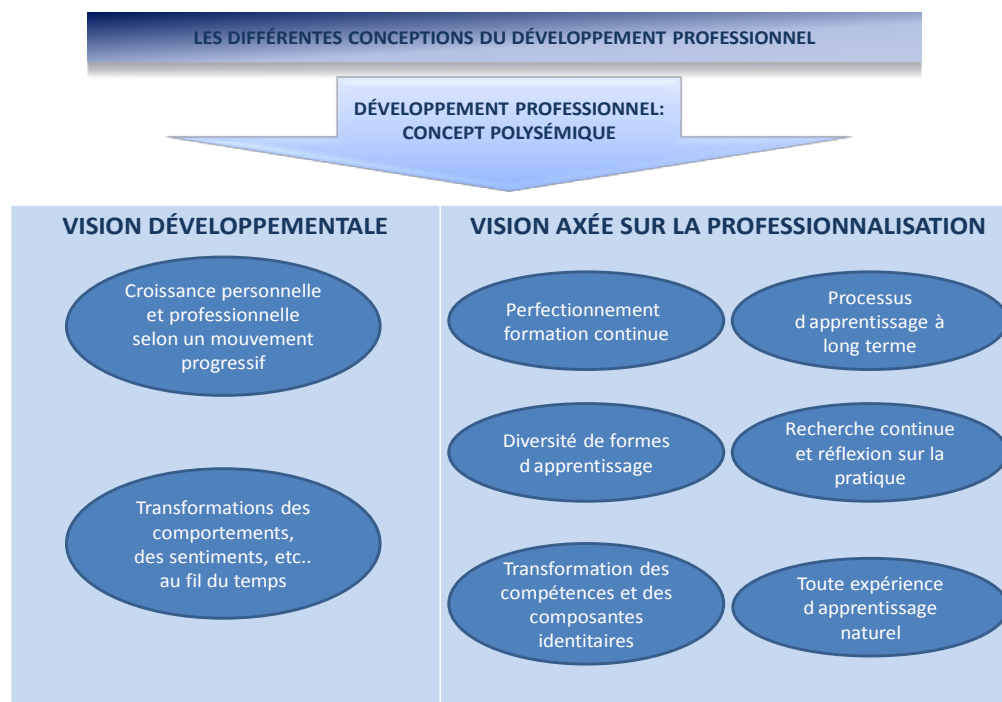 LES DIFFÉRENTES CONCEPTIONS DU DÉVELOPPEMENT PROFESSIONNEL
DÉVELOPPEMENT PROFESSIONNEL:
CONCEPT POLYSÉMIQUE
VISION DÉVELOPPEMENTALE
Croissance personnelle
et professionnelle
selon un mouvement
progressif
Transformations des
comportements,
des sentiments, etc..
au fil du temps
VISION AXÉE SUR LA PROFESSIONNALISATION
Perfectionnement
formation continue
Processus
d apprentissage à
long terme
Diversité de formes
d apprentissage
Recherche continue
et réflexion sur la
pratique
Transformation des
compétences et des
composantes
identitaires
Toute expérience
d apprentissage
naturel